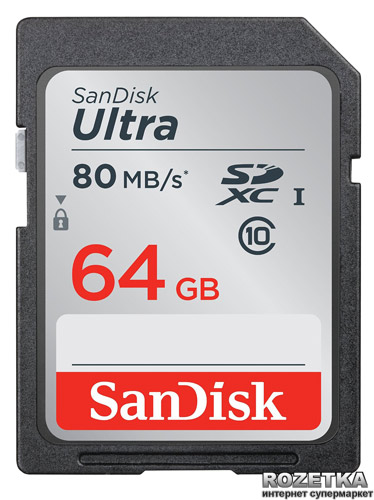 SanDisk
Ultra
80 MB/s*
SD XC I
10
64 GB
SanDisk
ROZETKA
интернет супермаркет